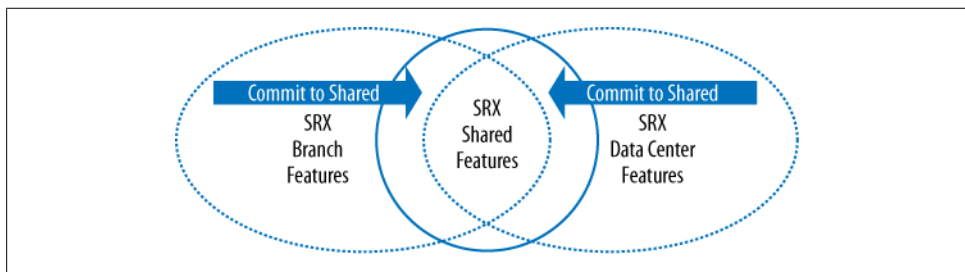 Commit to Shared
SRX
Branch
Features
SRX
Shared
Features
Commit to Shared
SRX
Data Center
Features